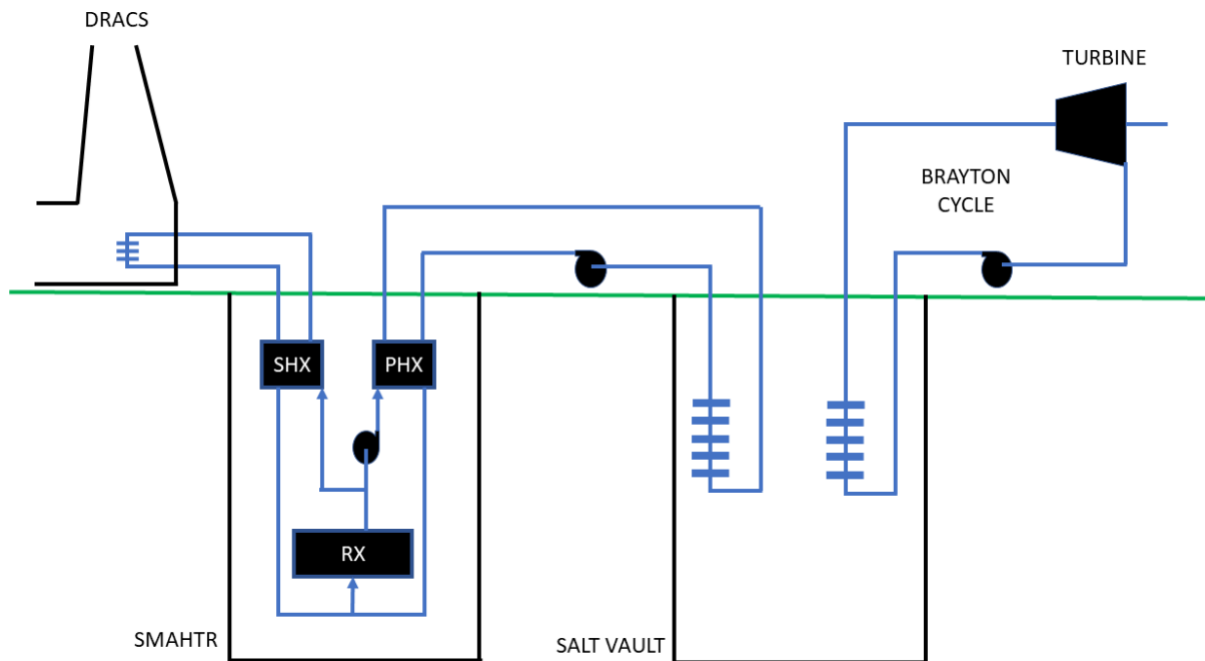 DRACS
TURBINE
BRAYTON
CYCLE
SHX
PHX
RX
SMAHTR
SALT VAULT